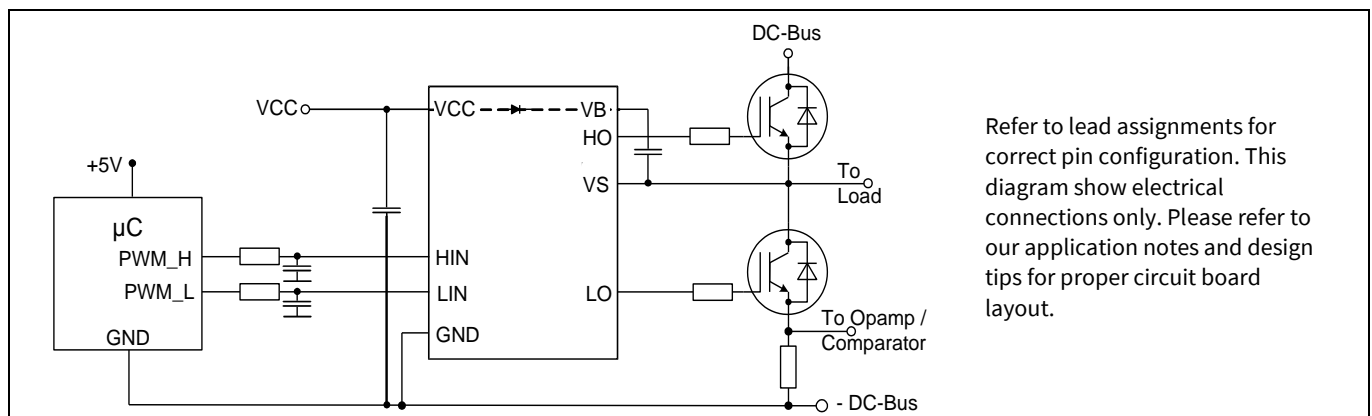 DC-Bus
VCC
VCC
VB
HO
+5V
To
Load
VS
µC
PWM_H
HIN
PWM_L
LIN
LO
GND
To Opamp /
Comparator
GND
- DC-Bus
Refer to lead assignments for
correct pin configuration. This
diagram show electrical
connections only. Please refer to
our application notes and design
tips for proper circuit board
layout.